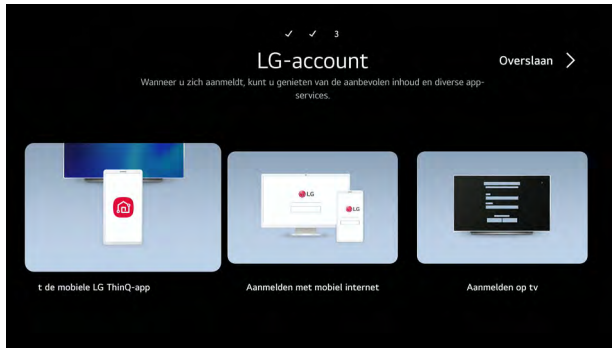 3
LG-account
Overslaan
Wanneer u zich aanmeldt, kunt u genieten van de aanbevolen inhoud en diverse app-
services.
LG
LG
t de mobiele LG ThinQ-app
Aanmelden met mobiel internet
Aanmelden op tv